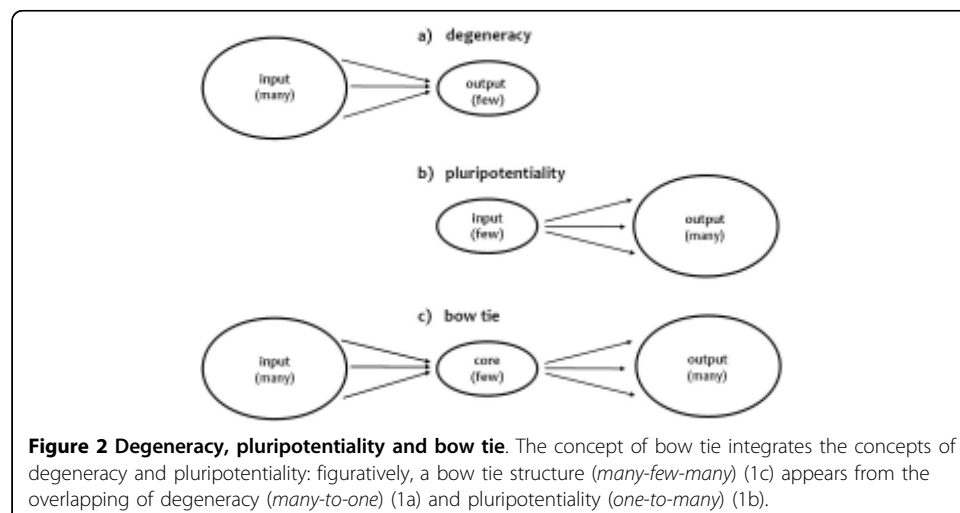 a) degeneracy
input
(many)
output
(few)
b) pluripotentiality
input
(few)
output
(many)
c) bow tie
input
(many)
core
(few)
output
(many)
Figure 2 Degeneracy, pluripotentiality and bow tie. The concept of bow tie integrates the concepts of
degeneracy and pluripotentiality: figuratively, a bow tie structure (many-few-many) (1c) appears from the
overlapping of degeneracy (many-to-one) (1a) and pluripotentiality (one-to-many) (1b).